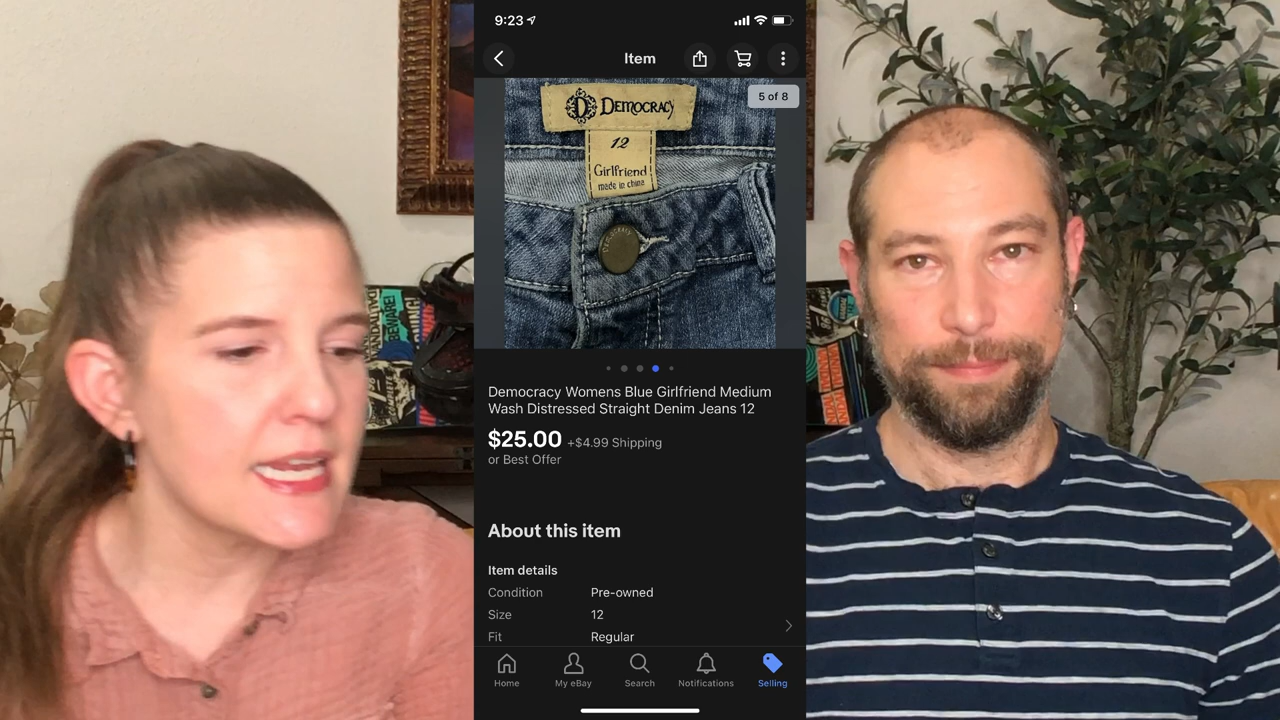 9:23
Item
5 of 8
DEMOCRACY
12
Girlfriend
made in china
Democracy Womens Blue Girlfriend Medium
Wash Distressed Straight Denim Jeans 12
$25.00 +$4.99 Shipping
or Best Offer
About this item
Item details
Condition Pre-owned
Size 12
Fit Regular
Home My eBay Search Notifications Selling
BEWARE!